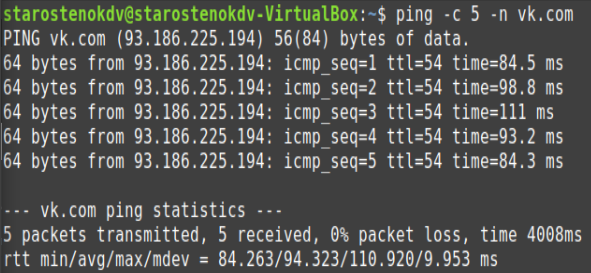 starostenokdv@starostenokdv-VirtualBox:~$ ping -c 5 -n vk.com
PING vk.com (93.186.225.194) 56(84) bytes of data.
64 bytes from 93.186.225.194: icmp_seq=1 ttl=54 time=84.5 ms
64 bytes from 93.186.225.194: icmp_seq=2 ttl=54 time=98.8 ms
64 bytes from 93.186.225.194: icmp_seq=3 ttl=54 time=111 ms
64 bytes from 93.186.225.194: icmp_seq=4 ttl=54 time=93.2 ms
64 bytes from 93.186.225.194: icmp_seq=5 ttl=54 time=84.3 ms

--- vk.com ping statistics ---
5 packets transmitted, 5 received, 0% packet loss, time 4008ms
rtt min/avg/max/mdev = 84.263/94.323/110.920/9.953 ms